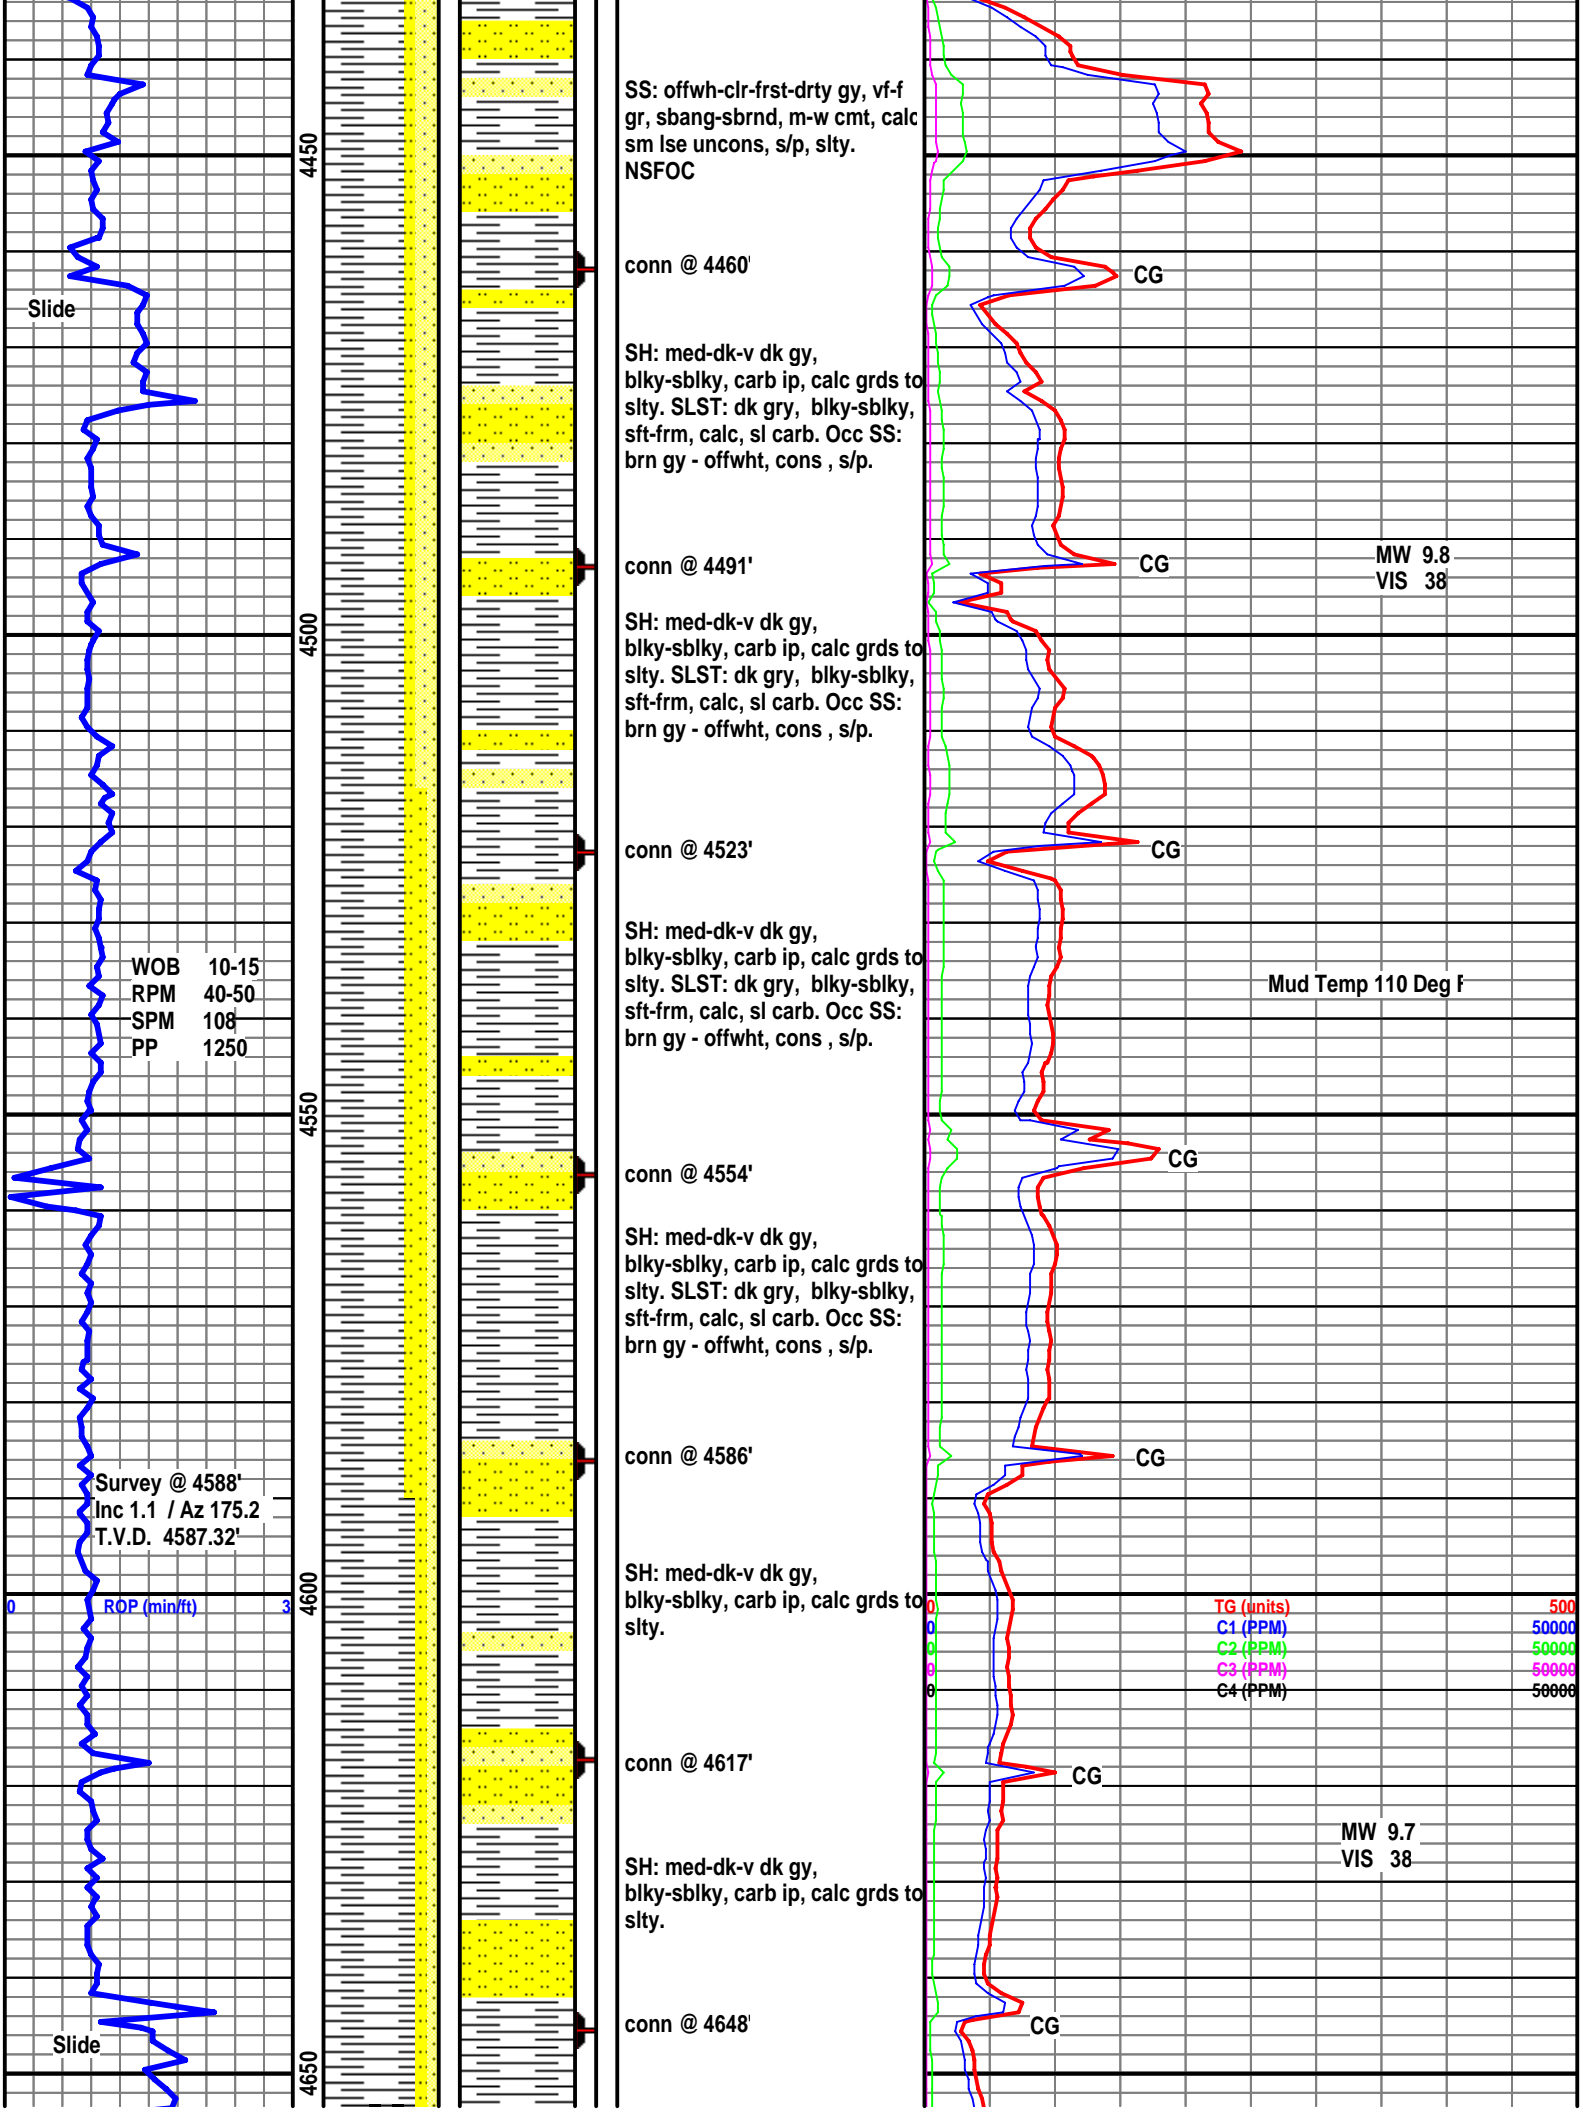 SS: offwh-clr-frst-drty gy, vf-f
gr, sbang-sbrnd, m-w cmt, calc
sm lse uncons, s/p, slty.
NSFOC
4450
conn @ 4460'
CG
Slide
SH: med-dk-v dk gy,
blky-sblky, carb ip, calc grds to
slty. SLST: dk gry, blky-sblky,
sft-frm, calc, sl carb. Occ SS:
brn gy - offwht, cons , s/p.
conn @ 4491'
CG
MW 9.8
VIS 38
4500
SH: med-dk-v dk gy,
blky-sblky, carb ip, calc grds to
slty. SLST: dk gry, blky-sblky,
sft-frm, calc, sl carb. Occ SS:
brn gy - offwht, cons , s/p.
conn @ 4523'
CG
SH: med-dk-v dk gy,
blky-sblky, carb ip, calc grds to
slty. SLST: dk gry, blky-sblky,
sft-frm, calc, sl carb. Occ SS:
brn gy - offwht, cons , s/p.
WOB 10-15
RPM 40-50
SPM 108
PP 1250
Mud Temp 110 Deg F
4550
conn @ 4554'
CG
SH: med-dk-v dk gy,
blky-sblky, carb ip, calc grds to
slty. SLST: dk gry, blky-sblky,
sft-frm, calc, sl carb. Occ SS:
brn gy - offwht, cons , s/p.
conn @ 4586'
CG
Survey @ 4588'
Inc 1.1 / Az 175.2
T.V.D. 4587.32'
SH: med-dk-v dk gy,
blky-sblky, carb ip, calc grds to
slty.
4600
0 ROP (min/ft) 3
0 TG (units) 500
0 C1 (PPM) 50000
0 C2 (PPM) 50000
0 C3 (PPM) 50000
0 C4 (PPM) 50000
conn @ 4617'
CG
MW 9.7
VIS 38
SH: med-dk-v dk gy,
blky-sblky, carb ip, calc grds to
slty.
conn @ 4648'
CG
Slide
4650